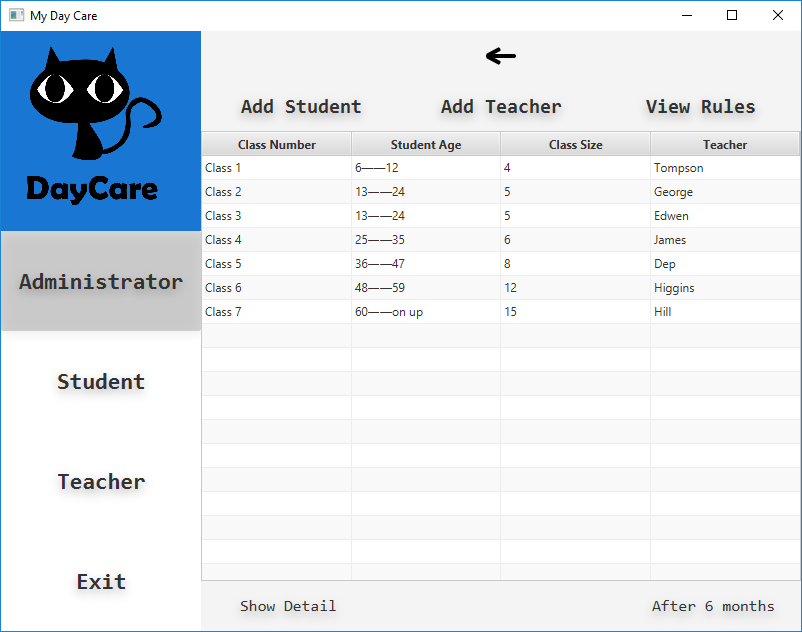 My Day Care
DayCare
Administrator
Student
Teacher
Exit
Add Student Add Teacher View Rules
Class Number Student Age Class Size Teacher
Class 1 6——12 4 Tompson
Class 2 13——24 5 George
Class 3 13——24 5 Edwen
Class 4 25——35 6 James
Class 5 36——47 8 Dep
Class 6 48——59 12 Higgins
Class 7 60——on up 15 Hill
Show Detail After 6 months